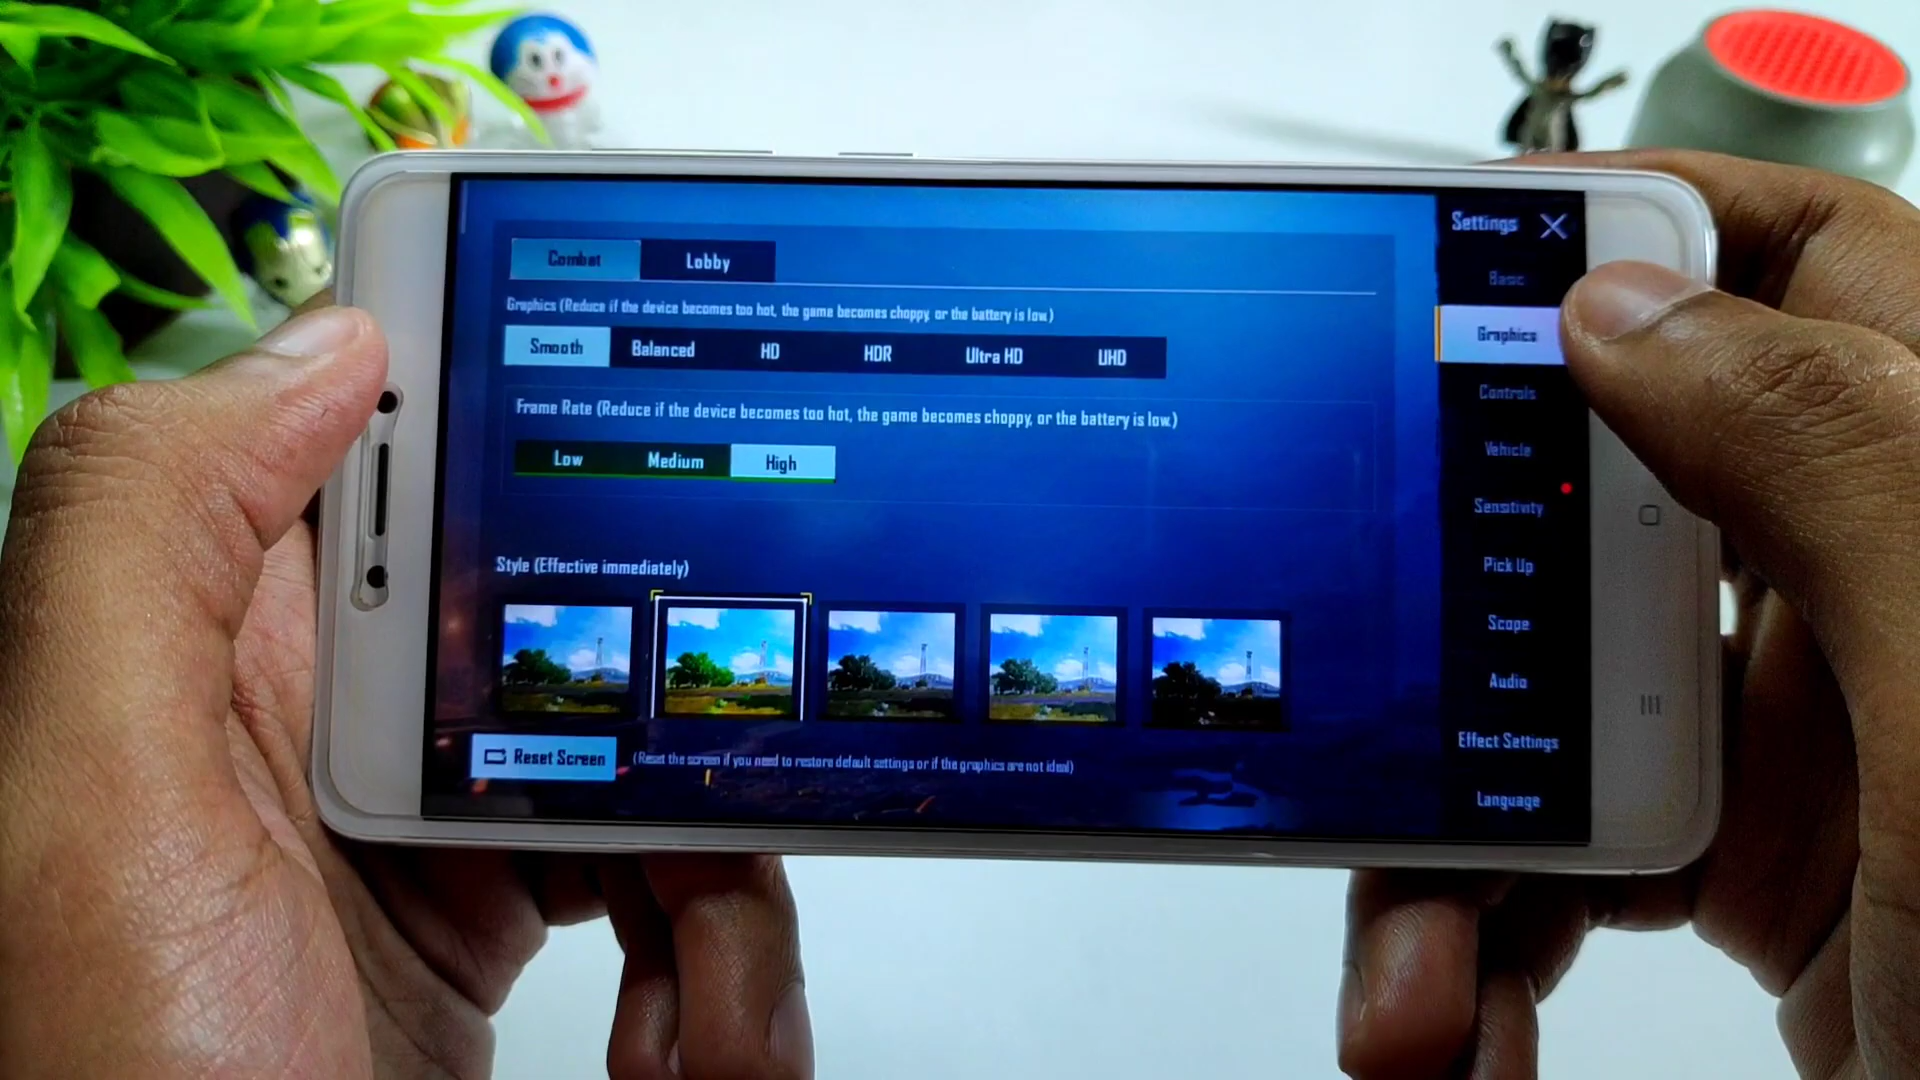 Settings
Combat Lobby
Basic
Graphics (Reduce if the device becomes too hot, the game becomes choppy, or the battery is low.)
Graphics
Smooth Balanced HD HDR Ultra HD UHD
Controls
Frame Rate (Reduce if the device becomes too hot, the game becomes choppy, or the battery is low.)
Low Medium High
Vehicle
Sensitivity
Style (Effective immediately)
Pick Up
Scope
Audio
Reset Screen (Reset the screen if you need to restore default settings or if the graphics are not ideal)
Effect Settings
Language